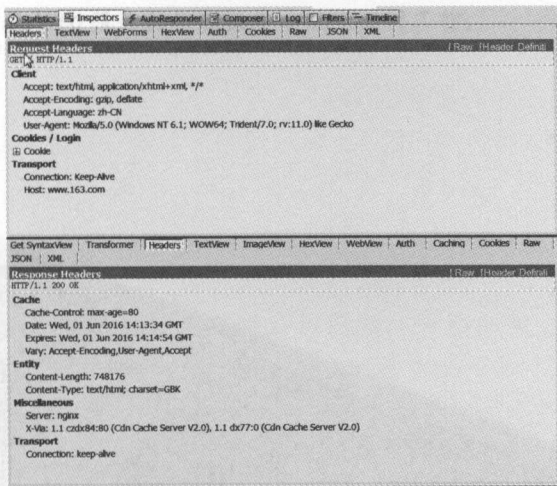 Statistics Inspectors AutoResponder Composer Log Filters Timeline
Headers TextView WebForms HexView Auth Cookies Raw JSON XML
Request Headers [ Raw ] [Header Definiti
GET HTTP/1.1
Client
Accept: text/html, application/xhtml+xml, */*
Accept-Encoding: gzip, deflate
Accept-Language: zh-CN
User-Agent: Mozilla/5.0 (Windows NT 6.1; WOW64; Trident/7.0; rv:11.0) like Gecko
Cookies / Login
Cookie
Transport
Connection: Keep-Alive
Host: www.163.com
Get SyntaxView Transformer Headers TextView ImageView HexView WebView Auth Caching Cookies Raw
JSON XML
Response Headers [ Raw ] [Header Definiti
HTTP/1.1 200 OK
Cache
Cache-Control: max-age=80
Date: Wed, 01 Jun 2016 14:13:34 GMT
Expires: Wed, 01 Jun 2016 14:14:54 GMT
Vary: Accept-Encoding,User-Agent,Accept
Entity
Content-Length: 748176
Content-Type: text/html; charset=GBK
Miscellaneous
Server: nginx
X-Via: 1.1 czdx84:80 (Cdn Cache Server V2.0), 1.1 dx77:0 (Cdn Cache Server V2.0)
Transport
Connection: keep-alive